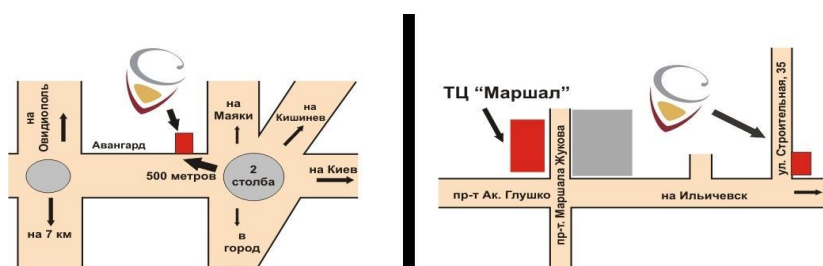 на
Овидиополь
Авангард
500 метров
на 7 км
на
Маяки
на
Кишинев
2
столба
на Киев
в
город
ТЦ “Маршал”
пр-т. Маршала Жукова
ул. Строительная, 35
пр-т Ак. Глушко
на Ильичевск